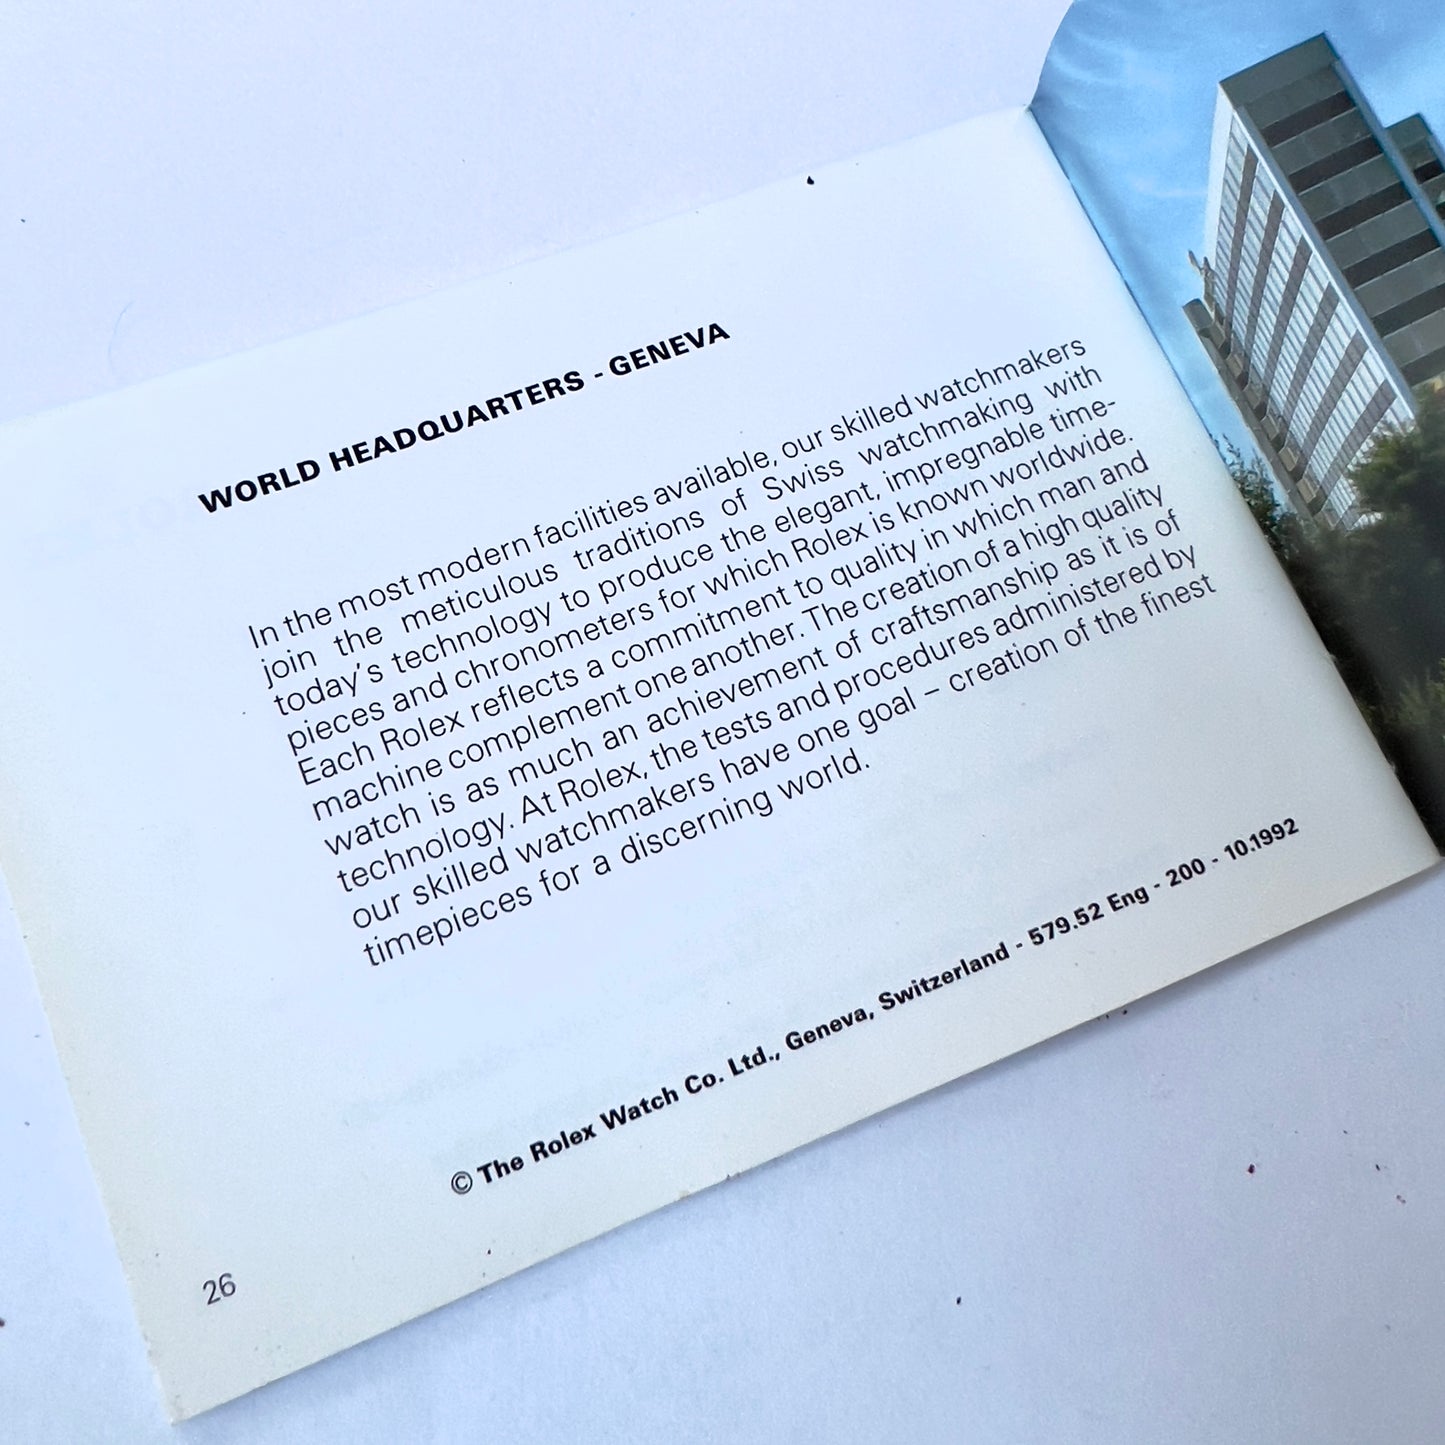 WORLD HEADQUARTERS - GENEVA
In the most modern facilities available, our skilled watchmakers
join the meticulous traditions of Swiss watchmaking with
today's technology to produce the elegant, impregnable time-
pieces and chronometers for which Rolex is known worldwide.
Each Rolex reflects a commitment to quality in which man and
machine complement one another. The creation of a high quality
watch is as much an achievement of craftsmanship as it is of
technology. At Rolex, the tests and procedures administered by
our skilled watchmakers have one goal – creation of the finest
timepieces for a discerning world.
© The Rolex Watch Co. Ltd., Geneva, Switzerland - 579.52 Eng - 200 - 10.1992
26